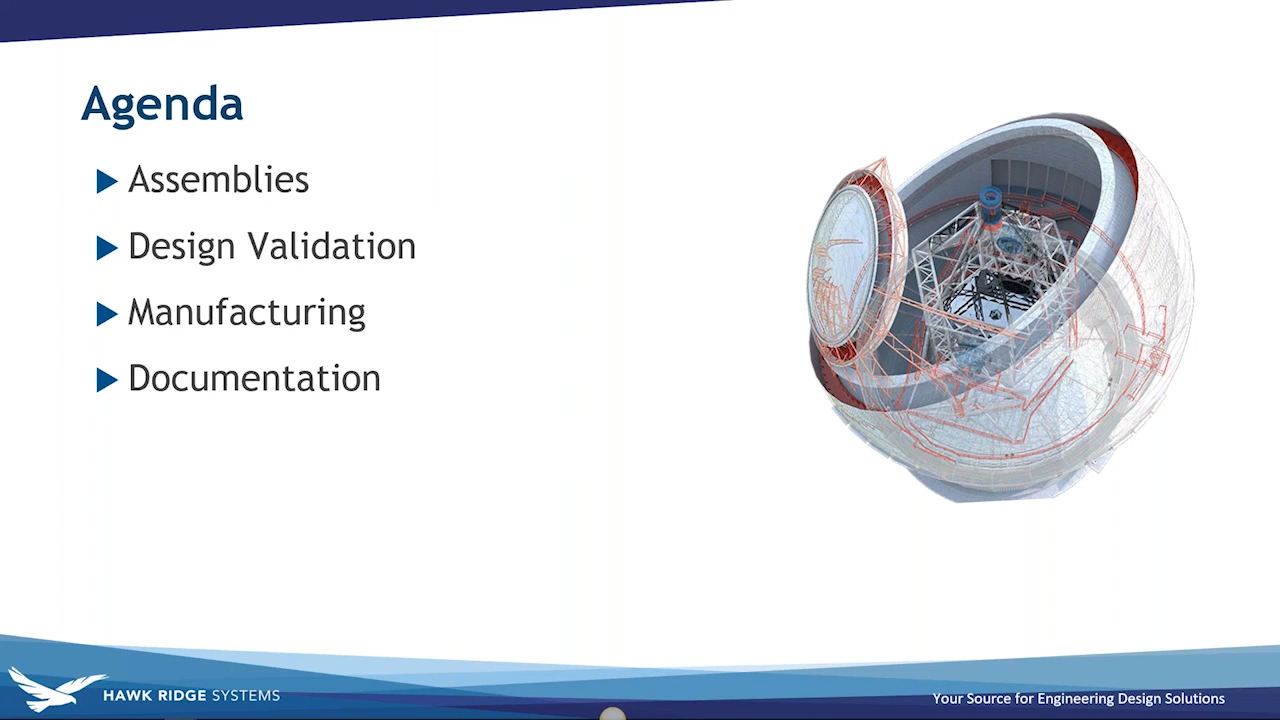 Agenda
Assemblies
Design Validation
Manufacturing
Documentation
HAWK RIDGE SYSTEMS
Your Source for Engineering Design Solutions